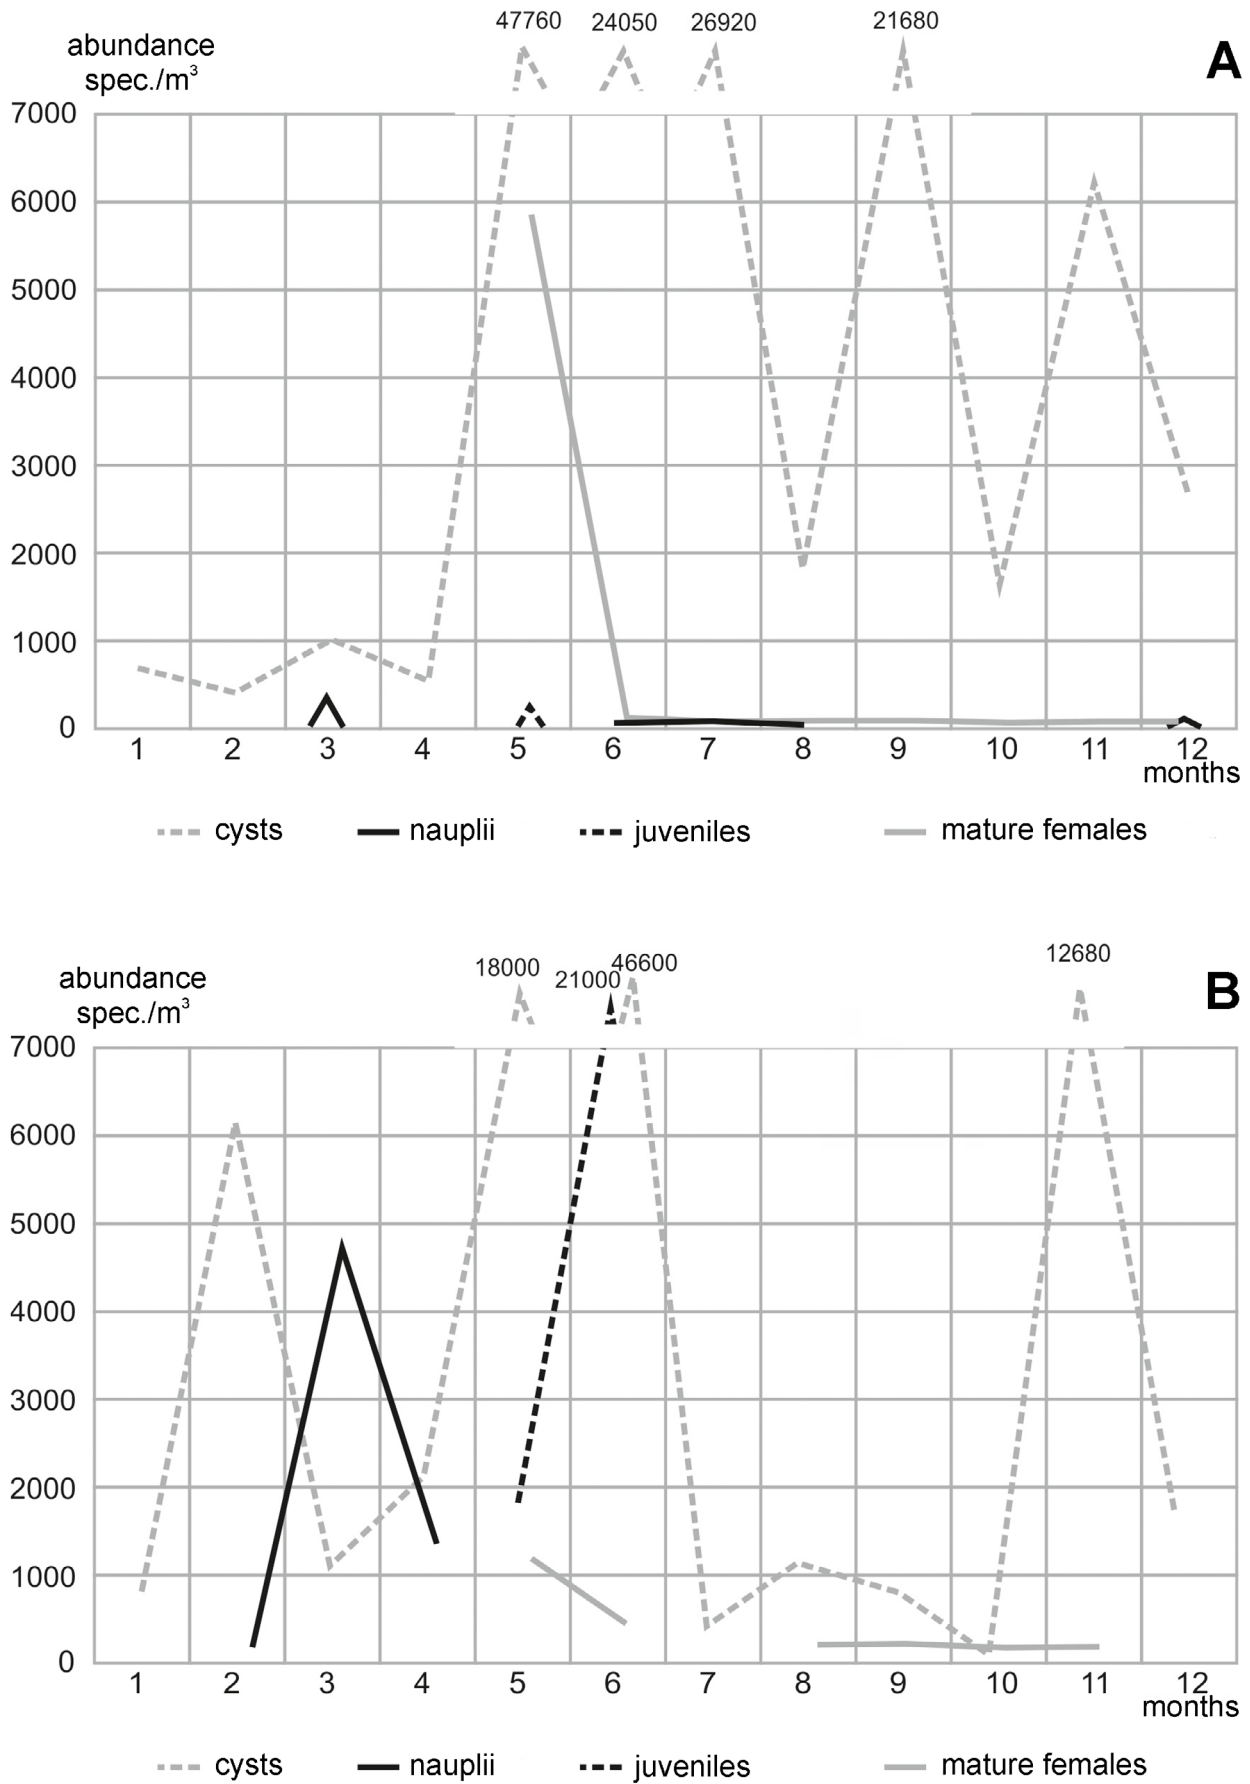 47760 24050 26920 21680
abundance
spec./m³
A
7000
6000
5000
4000
3000
2000
1000
0
1 2 3 4 5 6 7 8 9 10 11 12
months
cysts nauplii juveniles mature females
18000 21000 46600 12680
abundance
spec./m³
B
7000
6000
5000
4000
3000
2000
1000
0
1 2 3 4 5 6 7 8 9 10 11 12
months
cysts nauplii juveniles mature females